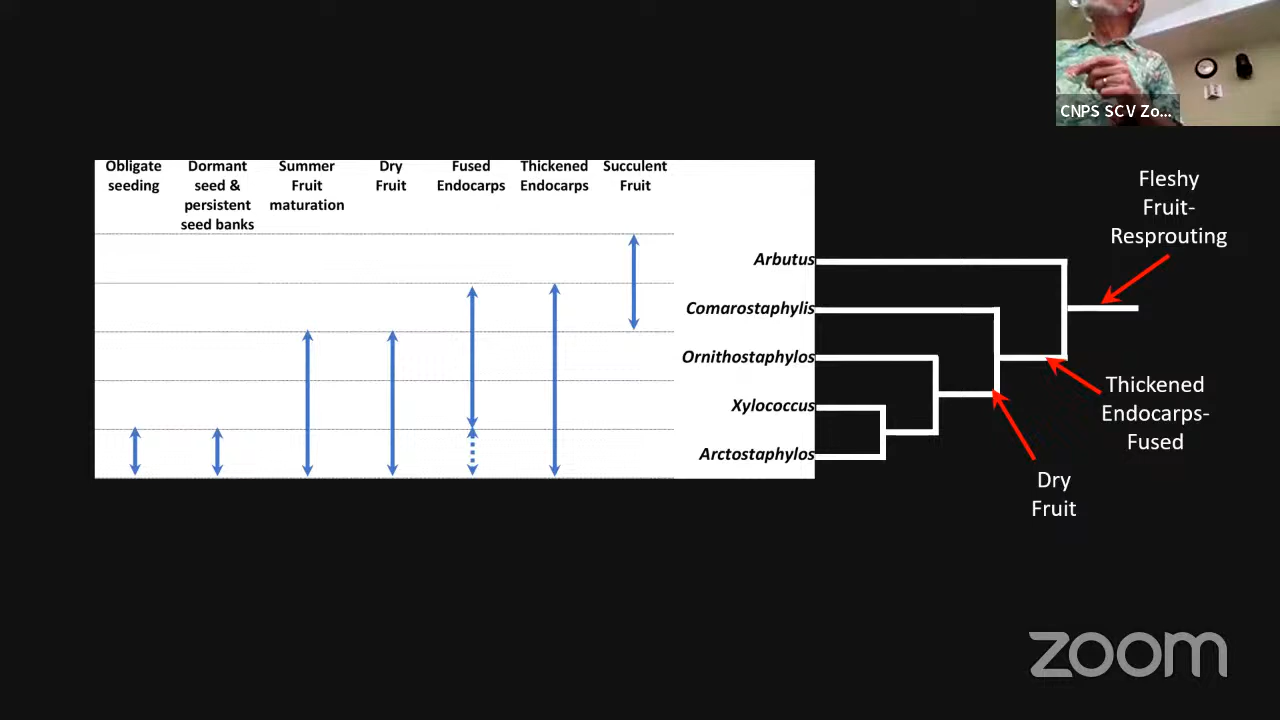 CNPS SCV Zo...
Obligate
seeding
Dormant
seed &
persistent
seed banks
Summer
Fruit
maturation
Dry
Fruit
Fused
Endocarps
Thickened
Endocarps
Succulent
Fruit
Arbutus
Comarostaphylis
Ornithostaphylos
Xylococcus
Arctostaphylos
Fleshy
Fruit-
Resprouting
Thickened
Endocarps-
Fused
Dry
Fruit
zoom